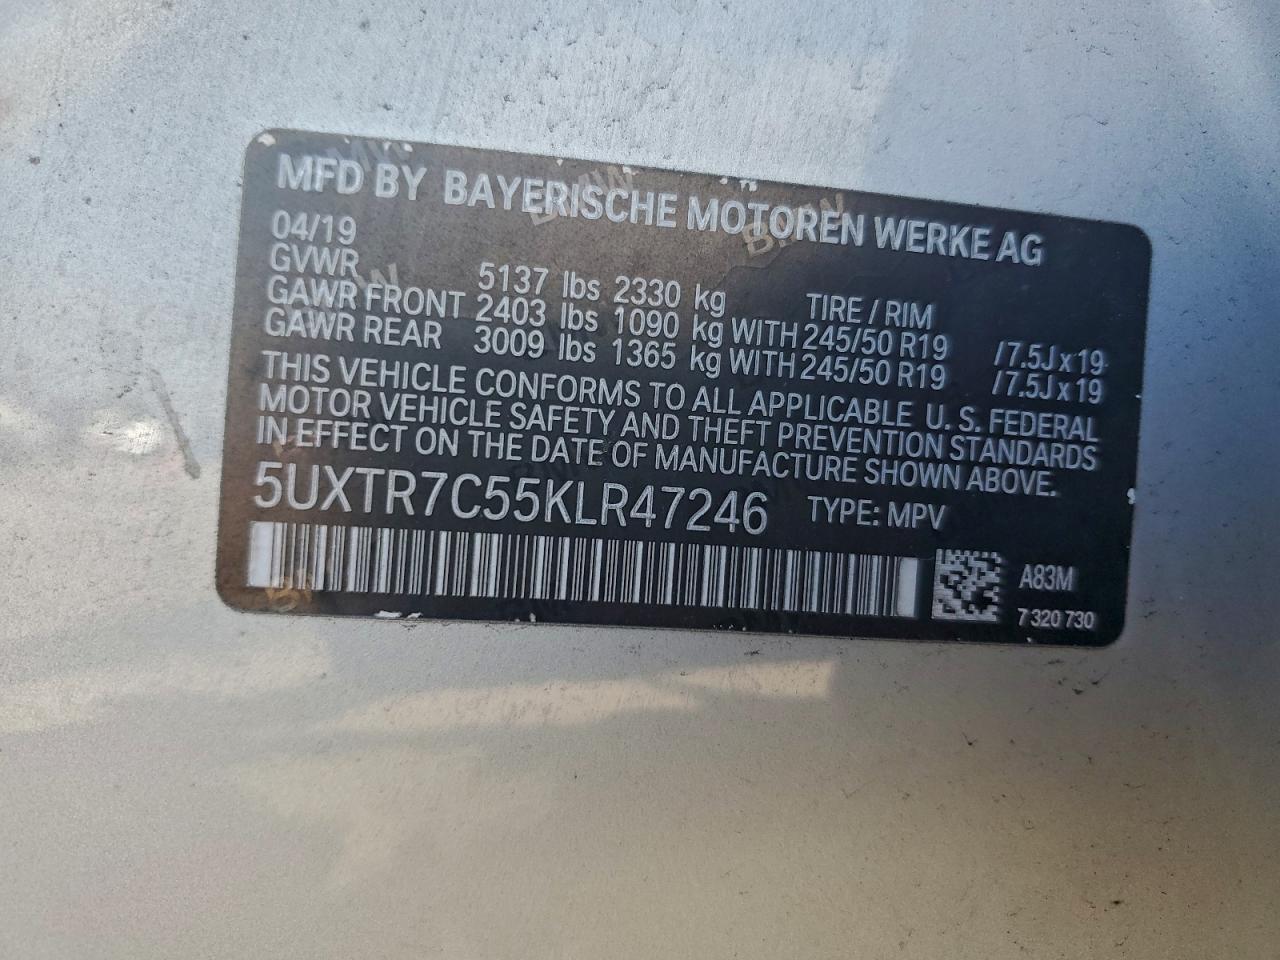 MFD BY BAYERISCHE MOTOREN WERKE AG
04/19
GVWR 5137 lbs 2330 kg TIRE / RIM
GAWR FRONT 2403 lbs 1090 kg WITH 245/50 R19 /7.5J x 19
GAWR REAR 3009 lbs 1365 kg WITH 245/50 R19 /7.5J x 19
THIS VEHICLE CONFORMS TO ALL APPLICABLE U. S. FEDERAL
MOTOR VEHICLE SAFETY AND THEFT PREVENTION STANDARDS
IN EFFECT ON THE DATE OF MANUFACTURE SHOWN ABOVE.
5UXTR7C55KLR47246 TYPE: MPV
A83M
7 320 730